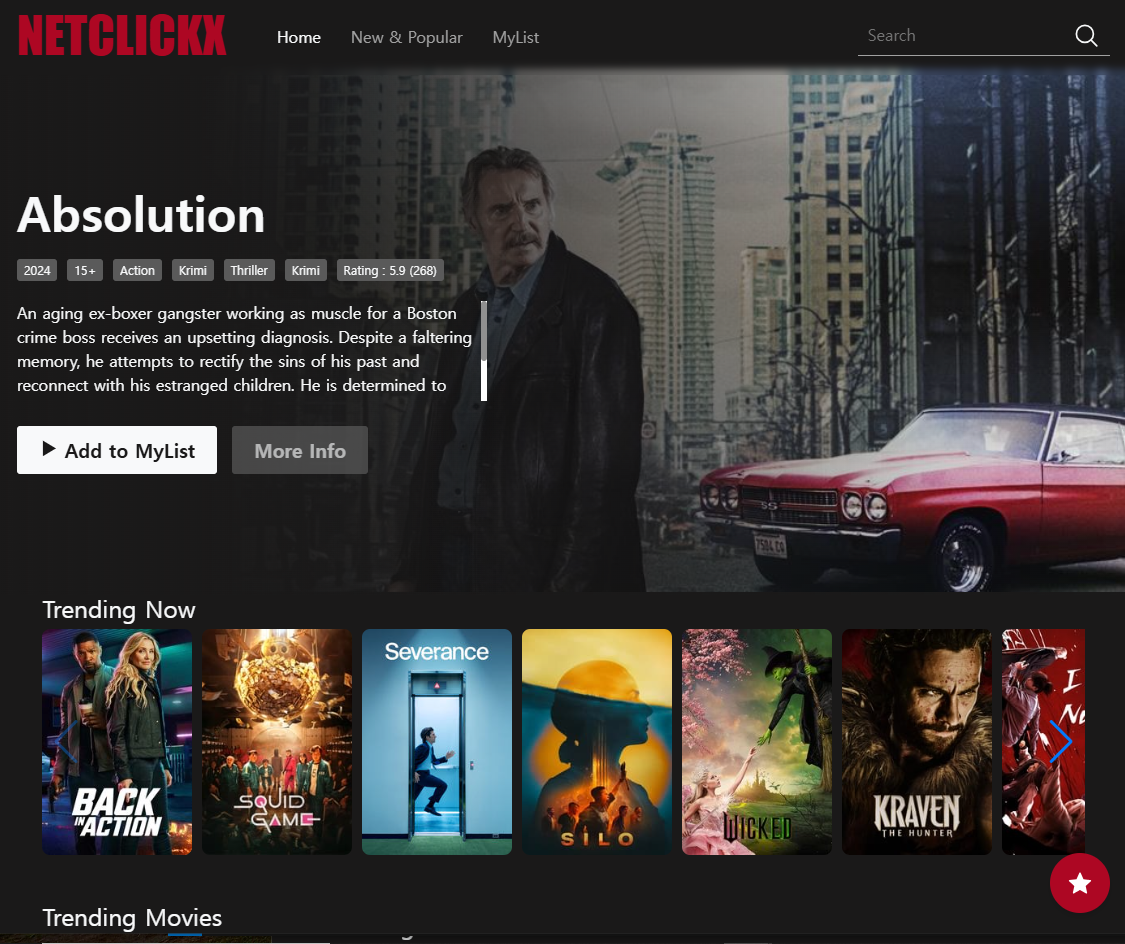 NETCLICKX
Home
New & Popular
MyList
Search
Absolution
2024
15+
Action
Krimi
Thriller
Krimi
Rating : 5.9 (268)
An aging ex-boxer gangster working as muscle for a Boston
crime boss receives an upsetting diagnosis. Despite a faltering
memory, he attempts to rectify the sins of his past and
reconnect with his estranged children. He is determined to
Add to MyList
More Info
SS
7584 CG
Trending Now
BACK
IN ACTION
SQUID
GAME
Severance
SILO
WICKED
KRAVEN
THE HUNTER
I
Trending Movies